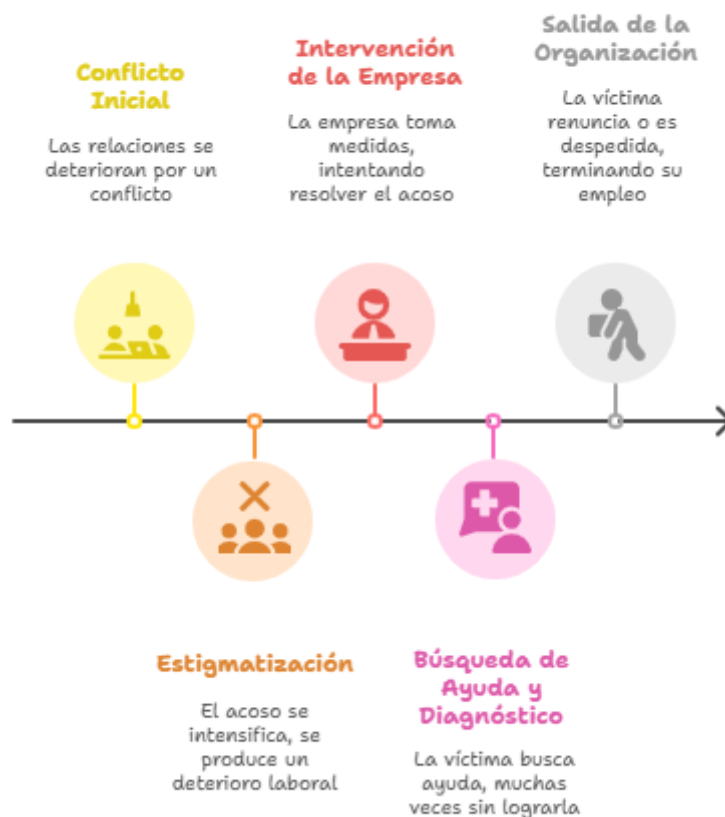 Conflicto
Inicial
Las relaciones se
deterioran por un
conflicto
Estigmatización
El acoso se
intensifica, se
produce un
deterioro laboral
Intervención
de la Empresa
La empresa toma
medidas,
intentando
resolver el acoso
Búsqueda de
Ayuda y
Diagnóstico
La víctima busca
ayuda, muchas
veces sin lograrla
Salida de la
Organización
La víctima
renuncia o es
despedida,
terminando su
empleo